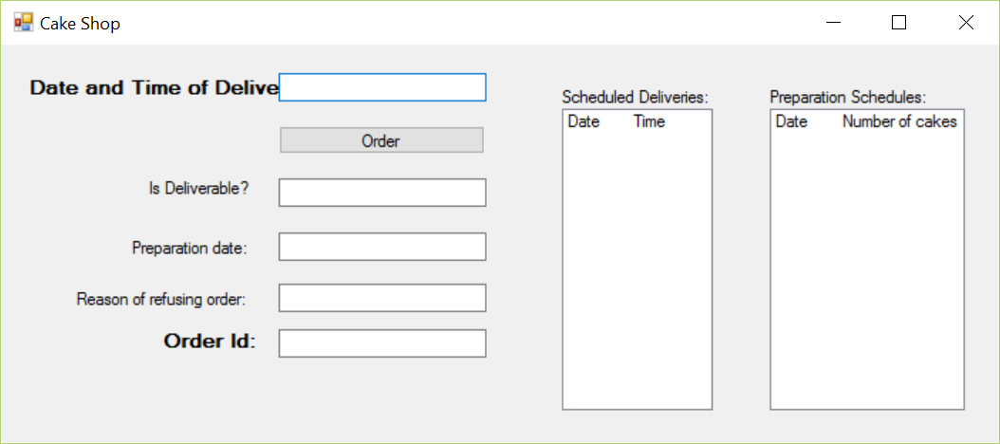 Cake Shop
Date and Time of Delive
Order
Is Deliverable?
Preparation date:
Reason of refusing order:
Order Id:
Scheduled Deliveries:
Date Time
Preparation Schedules:
Date Number of cakes